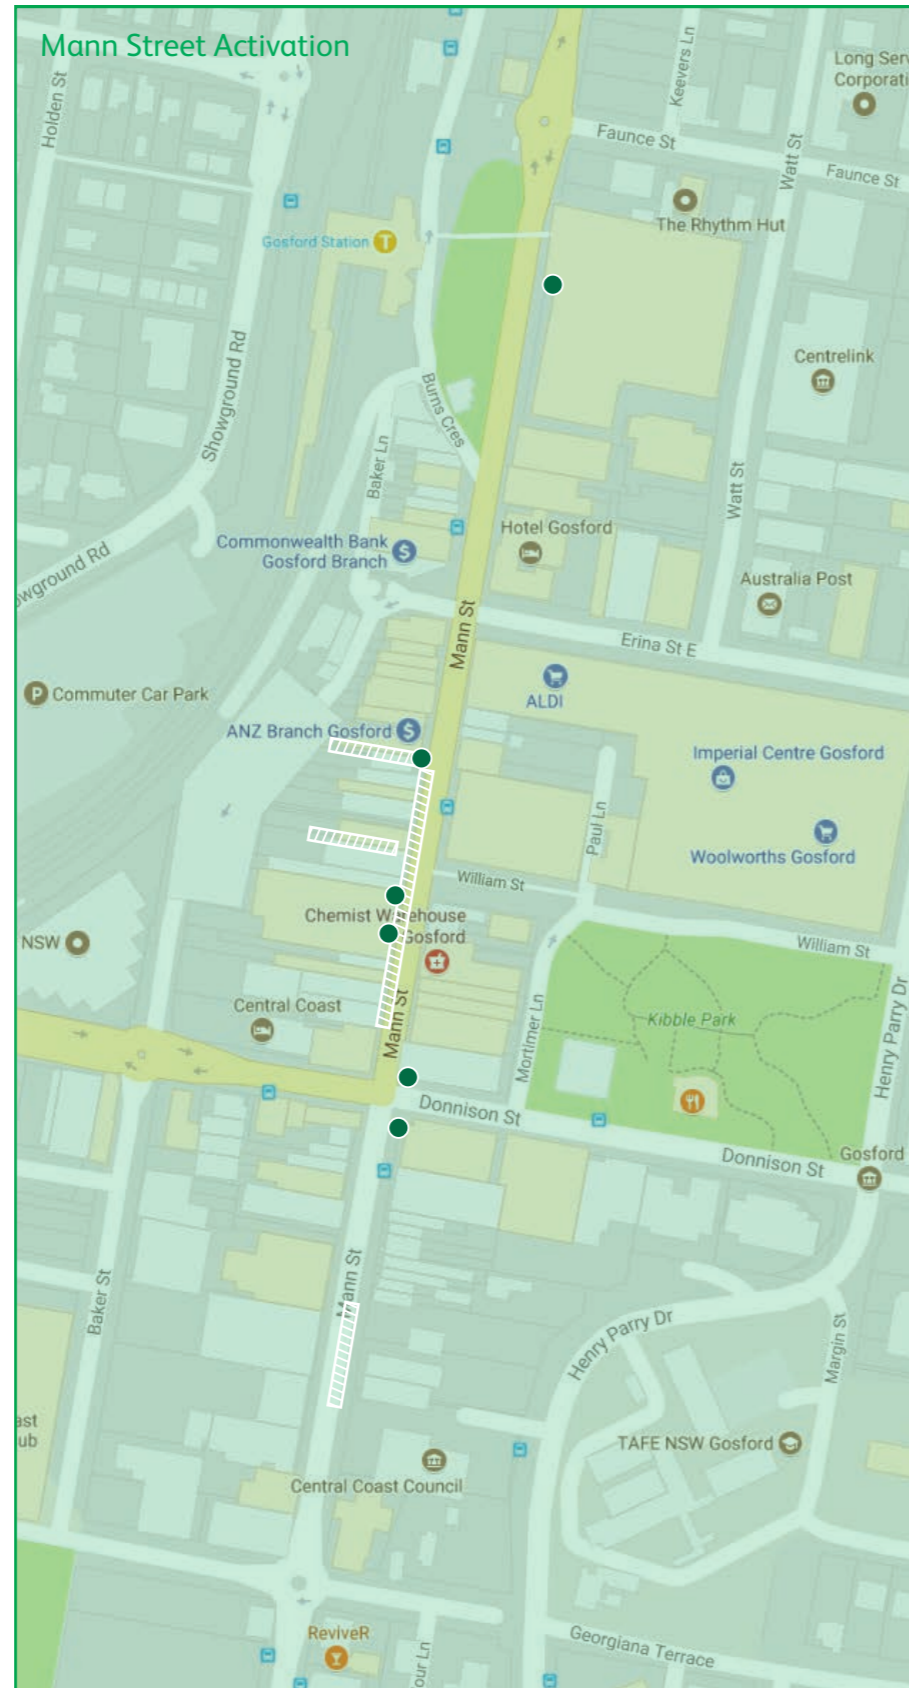 Mann Street Activation
Long Serv
Corporati
Keevers Ln
Holden St
Faunce St
Watt St
Faunce St
The Rhythm Hut
Gosford Station
T
Centrelink
Showground Rd
Burns Cres
Baker Ln
Watt St
Hotel Gosford
Commonwealth Bank
Gosford Branch
$
wground Rd
Australia Post
Mann St
Erina St E
P
Commuter Car Park
ALDI
ANZ Branch Gosford
$
Imperial Centre Gosford
Paul Ln
Woolworths Gosford
William St
Chemist Warehouse
Gosford
NSW
William St
Central Coast
Mann St
Mortimer Ln
Kibble Park
Henry Parry Dr
Donnison St
Donnison St
Gosford
Mann St
Baker St
Henry Parry Dr
Margin St
ast
ub
TAFE NSW Gosford
Central Coast Council
ReviveR
our Ln
Georgiana Terrace